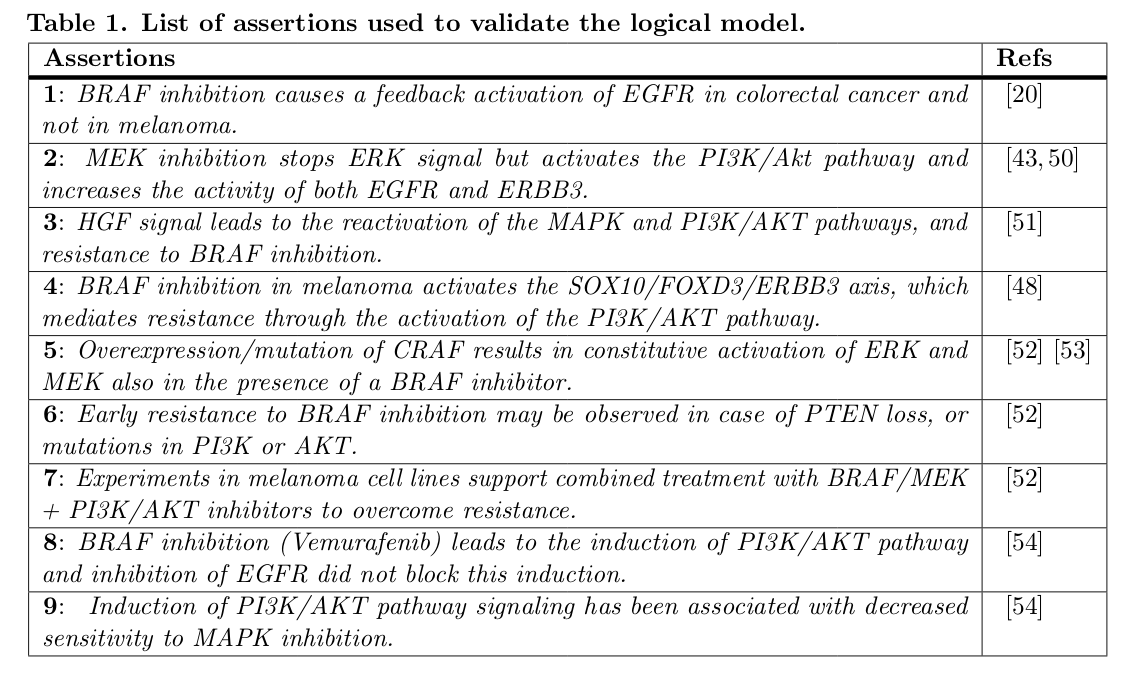 Table 1. List of assertions used to validate the logical model.
Assertions Refs
1: BRAF inhibition causes a feedback activation of EGFR in colorectal cancer and [20]
not in melanoma.
2: MEK inhibition stops ERK signal but activates the PI3K/Akt pathway and [43, 50]
increases the activity of both EGFR and ERBB3.
3: HGF signal leads to the reactivation of the MAPK and PI3K/AKT pathways, and [51]
resistance to BRAF inhibition.
4: BRAF inhibition in melanoma activates the SOX10/FOXD3/ERBB3 axis, which [48]
mediates resistance through the activation of the PI3K/AKT pathway.
5: Overexpression/mutation of CRAF results in constitutive activation of ERK and [52] [53]
MEK also in the presence of a BRAF inhibitor.
6: Early resistance to BRAF inhibition may be observed in case of PTEN loss, or [52]
mutations in PI3K or AKT.
7: Experiments in melanoma cell lines support combined treatment with BRAF/MEK [52]
+ PI3K/AKT inhibitors to overcome resistance.
8: BRAF inhibition (Vemurafenib) leads to the induction of PI3K/AKT pathway [54]
and inhibition of EGFR did not block this induction.
9: Induction of PI3K/AKT pathway signaling has been associated with decreased [54]
sensitivity to MAPK inhibition.